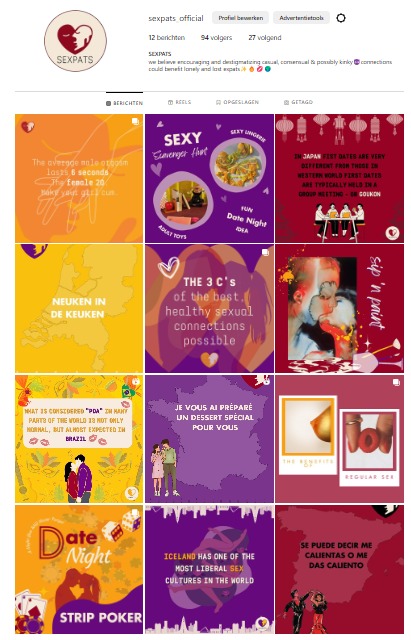 sexpats_official Profiel bewerken Advertentietools
12 berichten 94 volgers 27 volgend
SEXPATS
SEXPATS
we believe encouraging and destigmatising casual, consensual & possibly kinky connections
could benefit lonely and lost expats
BERICHTEN REELS OPGESLAGEN GETAGD
The average male orgasm
lasts 6 seconds.
The female 20.
Make your girl cum.
SEXY
Scavenger Hunt
SEXY LINGERIE
ADULT TOYS
FUN
Date Night
IDEA
IN JAPAN FIRST DATES ARE VERY
DIFFERENT FROM THOSE IN
WESTERN WORLD FIRST DATES
ARE TYPICALLY HELD IN A
GROUP MEETING - GO GOUKON
NEUKEN IN
DE KEUKEN
THE 3 C's
of the best,
healthy sexual
connections
possible
sip 'n paint
WHAT IS CONSIDERED "PDA" IN MANY
PARTS OF THE WORLD IS NOT ONLY
NORMAL, BUT ALMOST EXPECTED IN
BRAZIL
JE VOUS AI PRÉPARÉ
UN DESSERT SPÉCIAL
POUR VOUS
THE BENEFITS
OF
REGULAR SEX
Date
Night
STRIP POKER
ICELAND HAS ONE OF THE
MOST LIBERAL SEX
CULTURES IN THE WORLD
SE PUEDE DECIR ME
CALIENTAS O ME
DAS CALIENTO